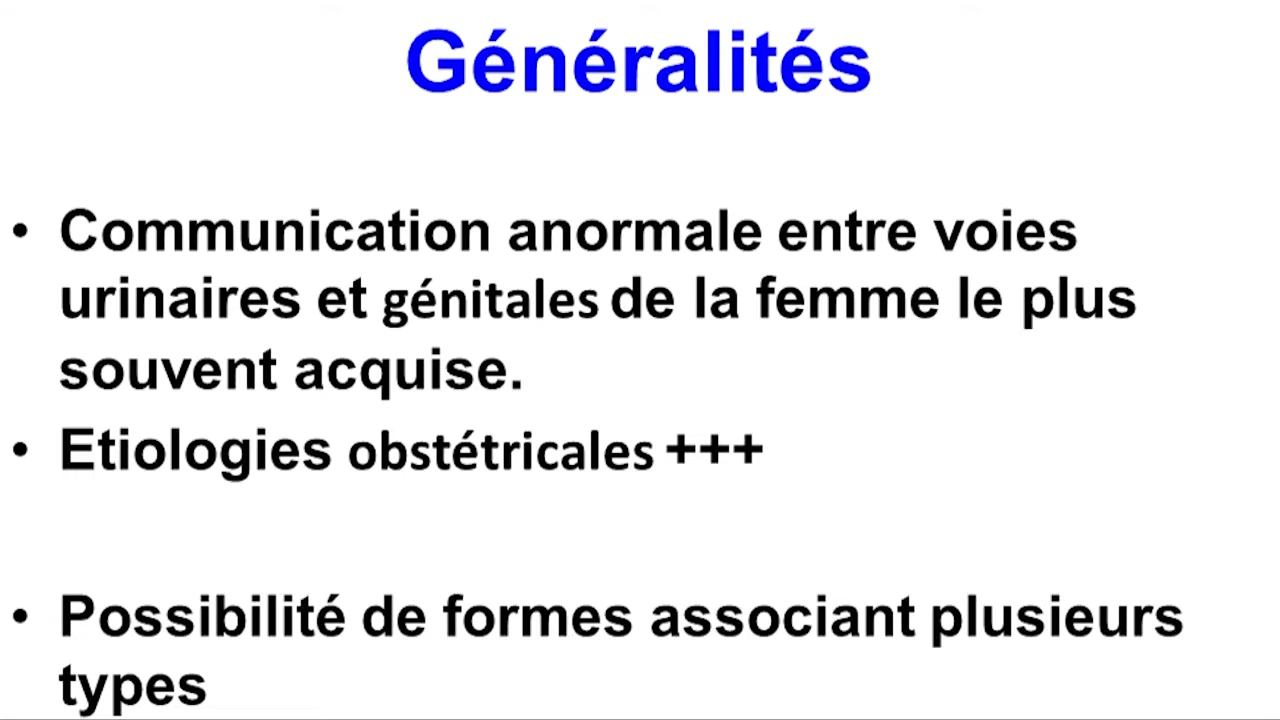 Généralités
• Communication anormale entre voies
urinaires et génitales de la femme le plus
souvent acquise.
• Etiologies obstétricales +++
• Possibilité de formes associant plusieurs
types